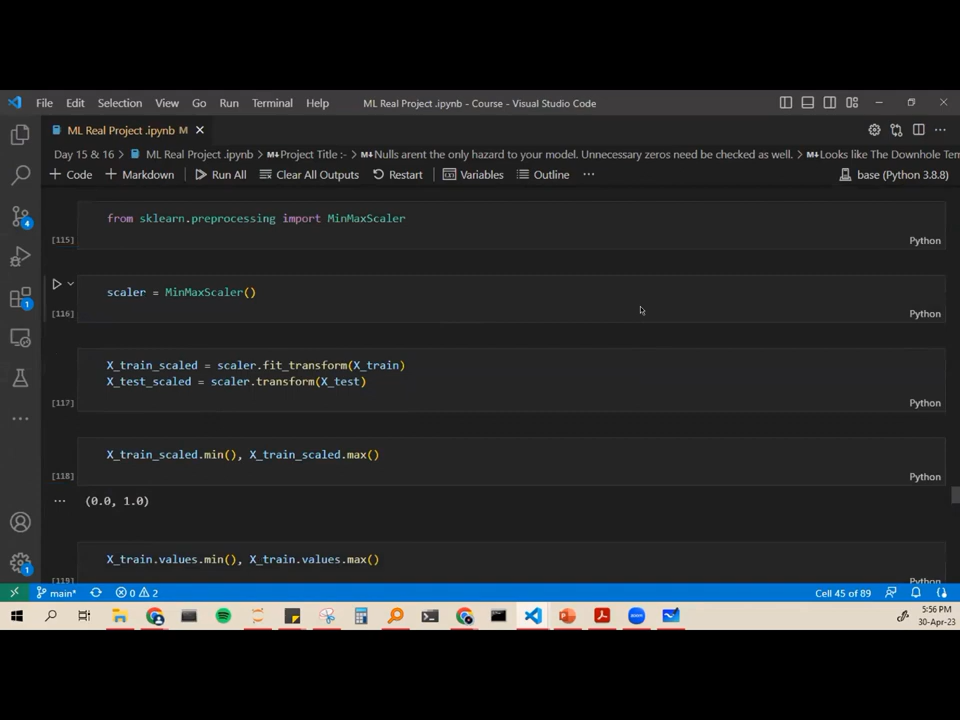 File Edit Selection View Go Run Terminal Help ML Real Project .ipynb - Course - Visual Studio Code
ML Real Project .ipynb M
Day 15 & 16 > ML Real Project .ipynb > Project Title :- > Nulls arent the only hazard to your model. Unnecessary zeros need be checked as well. > Looks like The Downhole Tem
+ Code + Markdown Run All Clear All Outputs Restart Variables Outline ... base (Python 3.8.8)
from sklearn.preprocessing import MinMaxScaler
[115] Python
scaler = MinMaxScaler()
[116] Python
X_train_scaled = scaler.fit_transform(X_train)
X_test_scaled = scaler.transform(X_test)
[117] Python
X_train_scaled.min(), X_train_scaled.max()
[118] Python
... (0.0, 1.0)
X_train.values.min(), X_train.values.max()
[119] Python
4
1
1
main* 0 2 Cell 45 of 89
5:56 PM
30-Apr-23